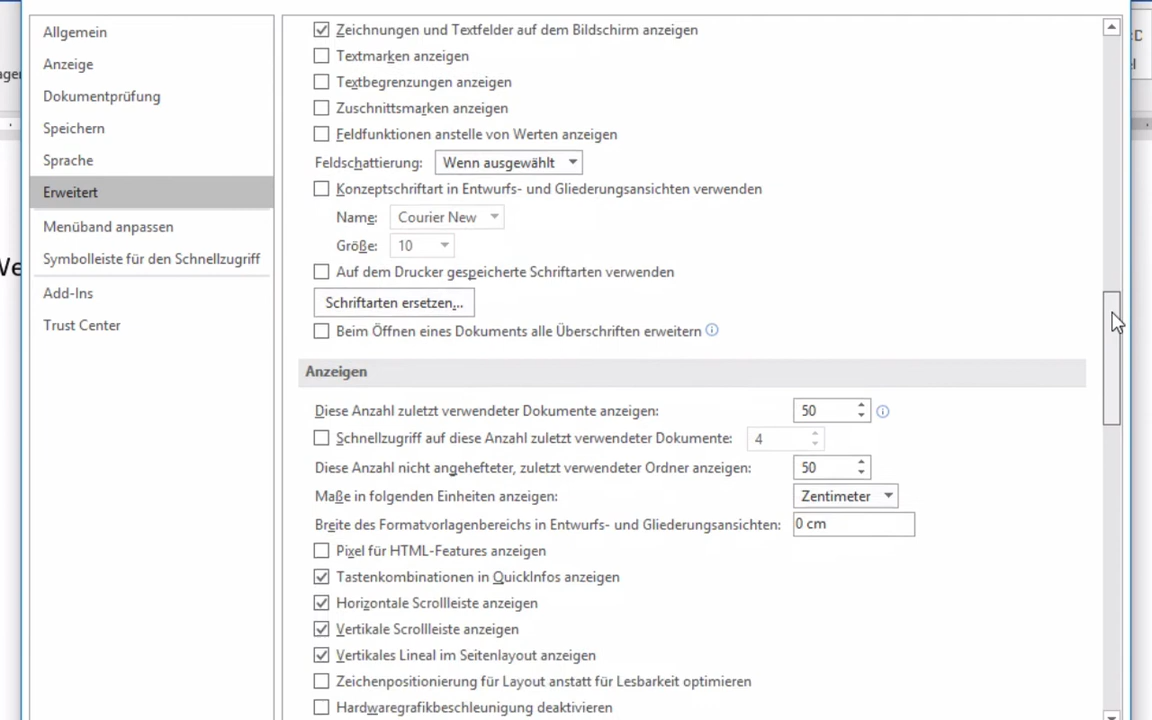 Allgemein
Anzeige
Dokumentprüfung
Speichern
Sprache
Erweitert
Menüband anpassen
Symbolleiste für den Schnellzugriff
Add-Ins
Trust Center
Zeichnungen und Textfelder auf dem Bildschirm anzeigen
Textmarken anzeigen
Textbegrenzungen anzeigen
Zuschnittsmarken anzeigen
Feldfunktionen anstelle von Werten anzeigen
Feldschattierung: Wenn ausgewählt
Konzeptschriftart in Entwurfs- und Gliederungsansichten verwenden
Name: Courier New
Größe: 10
Auf dem Drucker gespeicherte Schriftarten verwenden
Schriftarten ersetzen...
Beim Öffnen eines Dokuments alle Überschriften erweitern
Anzeigen
Diese Anzahl zuletzt verwendeter Dokumente anzeigen: 50
Schnellzugriff auf diese Anzahl zuletzt verwendeter Dokumente: 4
Diese Anzahl nicht angehefteter, zuletzt verwendeter Ordner anzeigen: 50
Maße in folgenden Einheiten anzeigen: Zentimeter
Breite des Formatvorlagenbereichs in Entwurfs- und Gliederungsansichten: 0 cm
Pixel für HTML-Features anzeigen
Tastenkombinationen in QuickInfos anzeigen
Horizontale Scrollleiste anzeigen
Vertikale Scrollleiste anzeigen
Vertikales Lineal im Seitenlayout anzeigen
Zeichenpositionierung für Layout anstatt für Lesbarkeit optimieren
Hardwaregrafikbeschleunigung deaktivieren